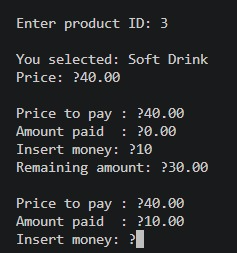 Enter product ID: 3
You selected: Soft Drink
Price: ?40.00
Price to pay : ?40.00
Amount paid  : ?0.00
Insert money: ?10
Remaining amount: ?30.00
Price to pay : ?40.00
Amount paid  : ?10.00
Insert money: ?